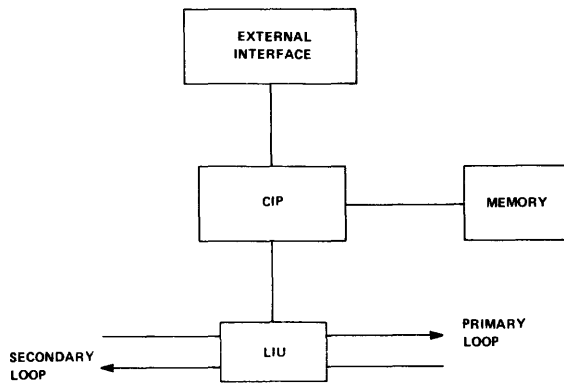 EXTERNAL
INTERFACE
CIP
MEMORY
PRIMARY
LOOP
LIU
SECONDARY
LOOP